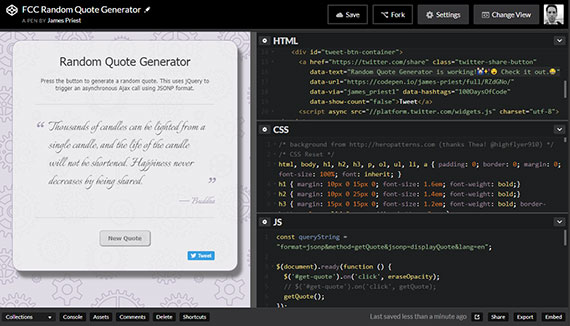 FCC Random Quote Generator
A PEN BY James Priest
Save
Fork
Settings
Change View
Random Quote Generator
Press the button to generate a random quote. This uses jQuery to
trigger an asynchronous Ajax call using JSONP format.
“ Thousands of candles can be lighted from a
single candle, and the life of the candle
will not be shortened. Happiness never
decreases by being shared. ”
— Buddha
New Quote
Tweet
HTML
<div id="tweet-btn-container">
<a href="https://twitter.com/share" class="twitter-share-button"
data-text="Random Quote Generator is working! Check it out.
data-url="https://codepen.io/james-priest/full/
data-via="james_priest1" data-hashtags="100DaysOfCode"
data-show-count="false">Tweet</a>
<script async src="//platform.twitter.com/widgets.js" charset="utf-8">
CSS
/* background from http://heropatterns.com (thanks Thea! @highflyer910) */
/* CSS Reset */
html, body, h1, h2, h3, p, ol, ul, li, a { padding: 0; border: 0; margin: 0;
font-size: 100%; font: inherit; }
h1 { margin: 10px 0 15px 0; font-size: 1.6em; font-weight: bold;}
h2 { margin: 10px 0 15px 0; font-size: 1.4em; font-weight: bold;}
h3 { margin: 15px 0 15px 0; font-size: 1.2em; font-weight: bold; border-
JS
const queryString =
"format=jsonp&method=getQuote&jsonp=displayQuote&lang=en";
$(document).ready(function () {
$('#get-quote').on('click', eraseOpacity);
// $('#get-quote').on('click', getQuote);
getQuote();
});
Collections
Console
Assets
Comments
Delete
Shortcuts
Last saved less than a minute ago
Share
Export
Embed